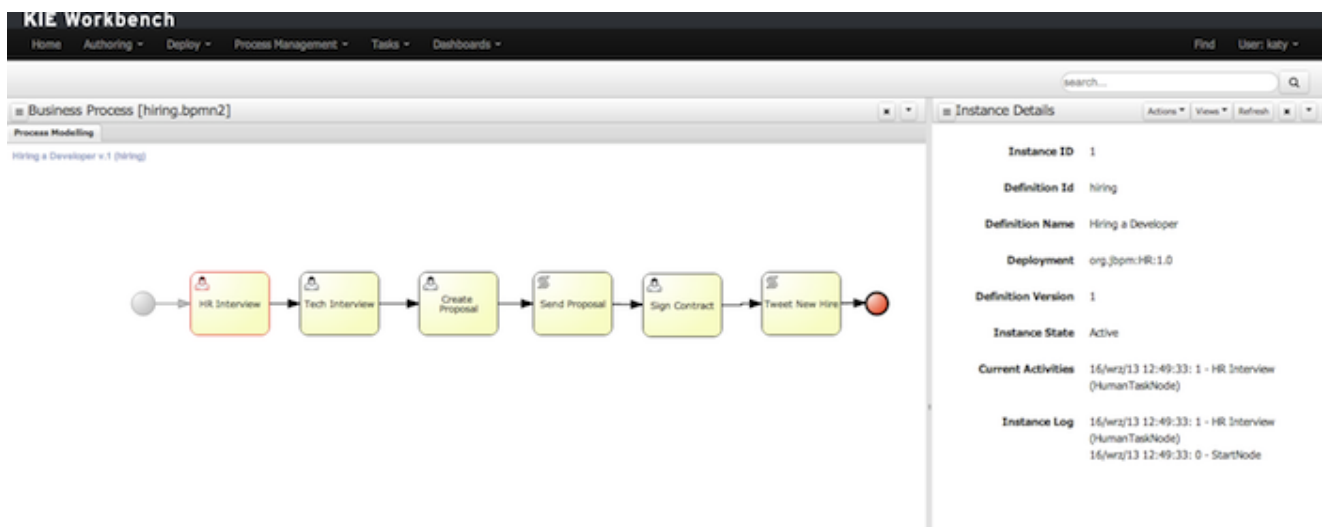 KIE Workbench
Home Authoring Deploy Process Management Tasks Dashboards Find User: katy
search...
Business Process [hiring.bpmn2]
Process Modelling
Hiring a Developer v.1 (hiring)
HR Interview
Tech Interview
Create
Proposal
Send Proposal
Sign Contract
Tweet New Hire
Instance Details Actions Views Refresh
Instance ID 1
Definition Id hiring
Definition Name Hiring a Developer
Deployment org.jbpm:HR:1.0
Definition Version 1
Instance State Active
Current Activities 16/wrz/13 12:49:33: 1 - HR Interview
(HumanTaskNode)
Instance Log 16/wrz/13 12:49:33: 1 - HR Interview
(HumanTaskNode)
16/wrz/13 12:49:33: 0 - StartNode